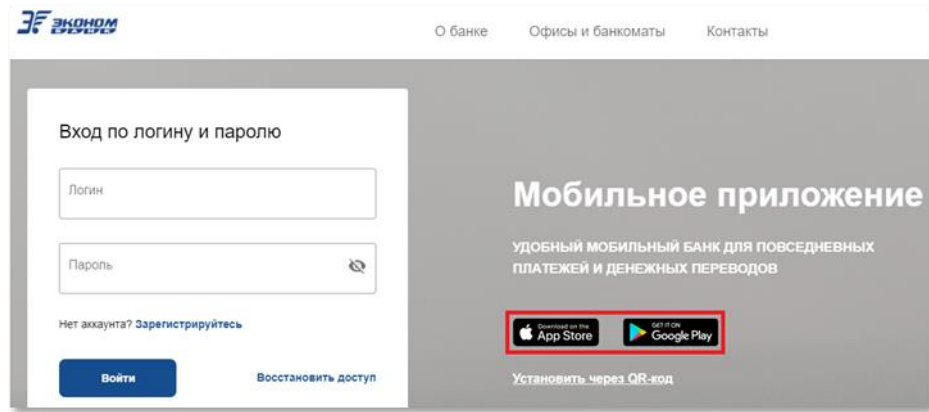 ЭКОНОМ
О банке
Офисы и банкоматы
Контакты
Вход по логину и паролю
Логин
Пароль
Нет аккаунта? Зарегистрируйтесь
Войти
Восстановить доступ
Мобильное приложение
УДОБНЫЙ МОБИЛЬНЫЙ БАНК ДЛЯ ПОВСЕДНЕВНЫХ
ПЛАТЕЖЕЙ И ДЕНЕЖНЫХ ПЕРЕВОДОВ
Download on the
App Store
GET IT ON
Google Play
Установить через QR-код